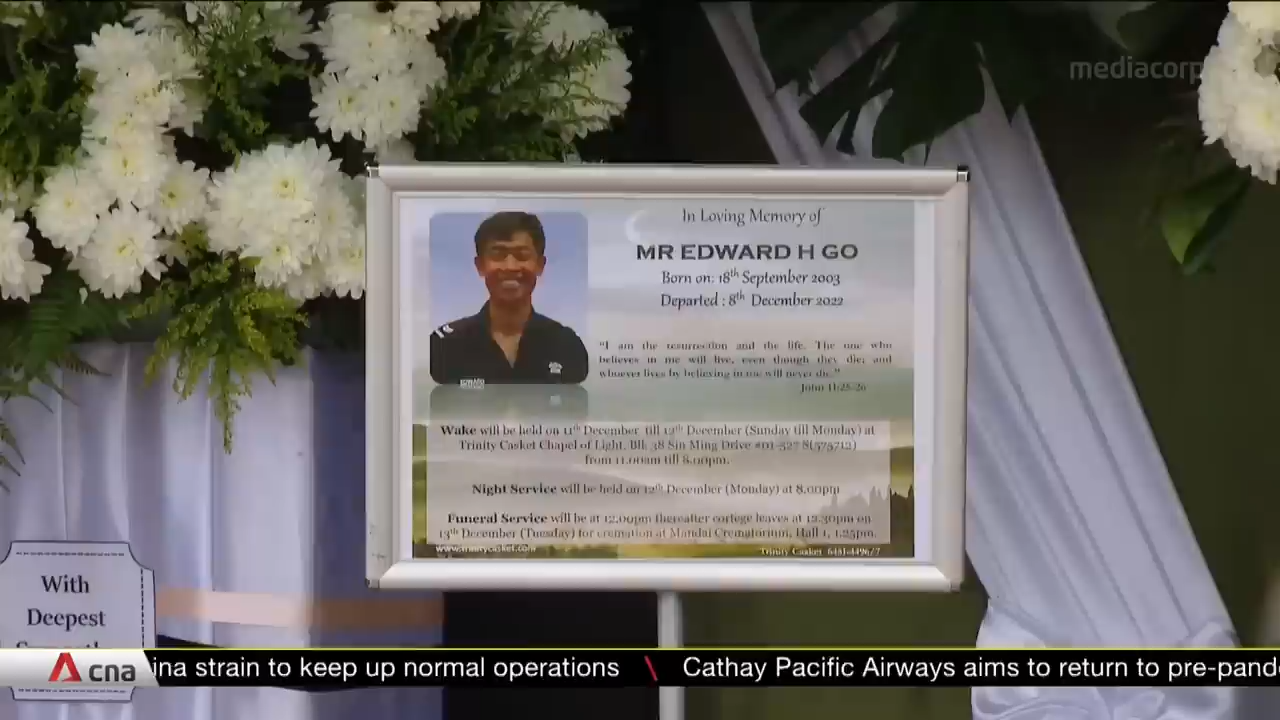 mediacorp
In Loving Memory of
MR EDWARD H GO
Born on: 18th September 2003
Departed : 8th December 2022
"I am the resurrection and the life. The one who
believes in me will live, even though they die; and
whoever lives by believing in me will never die."
John 11:25-26
Wake will be held on 11th December till 12th December (Sunday till Monday) at
Trinity Casket Chapel of Light, Blk 38 Sin Ming Drive #01-527 S(575712)
from 11.00am till 8.00pm.
Night Service will be held on 12th December (Monday) at 8.00pm
Funeral Service will be at 12.00pm thereafter cortege leaves at 12.30pm on
13th December (Tuesday) for cremation at Mandai Crematorium, Hall 1, 1.25pm.
www.trinitycasket.com
Trinity Casket 6451-4496/7
With
Deepest
cna
ina strain to keep up normal operations \ Cathay Pacific Airways aims to return to pre-pand